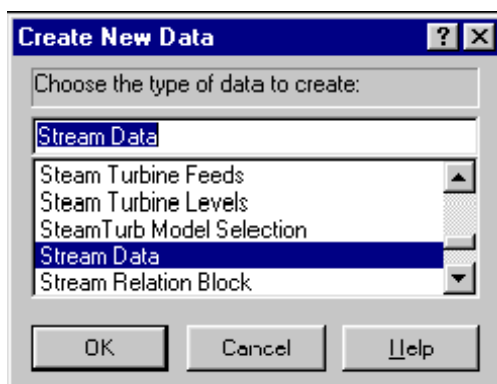 Create New Data
Choose the type of data to create:
Stream Data
Steam Turbine Feeds
Steam Turbine Levels
SteamTurb Model Selection
Stream Data
Stream Relation Block
OK Cancel Help